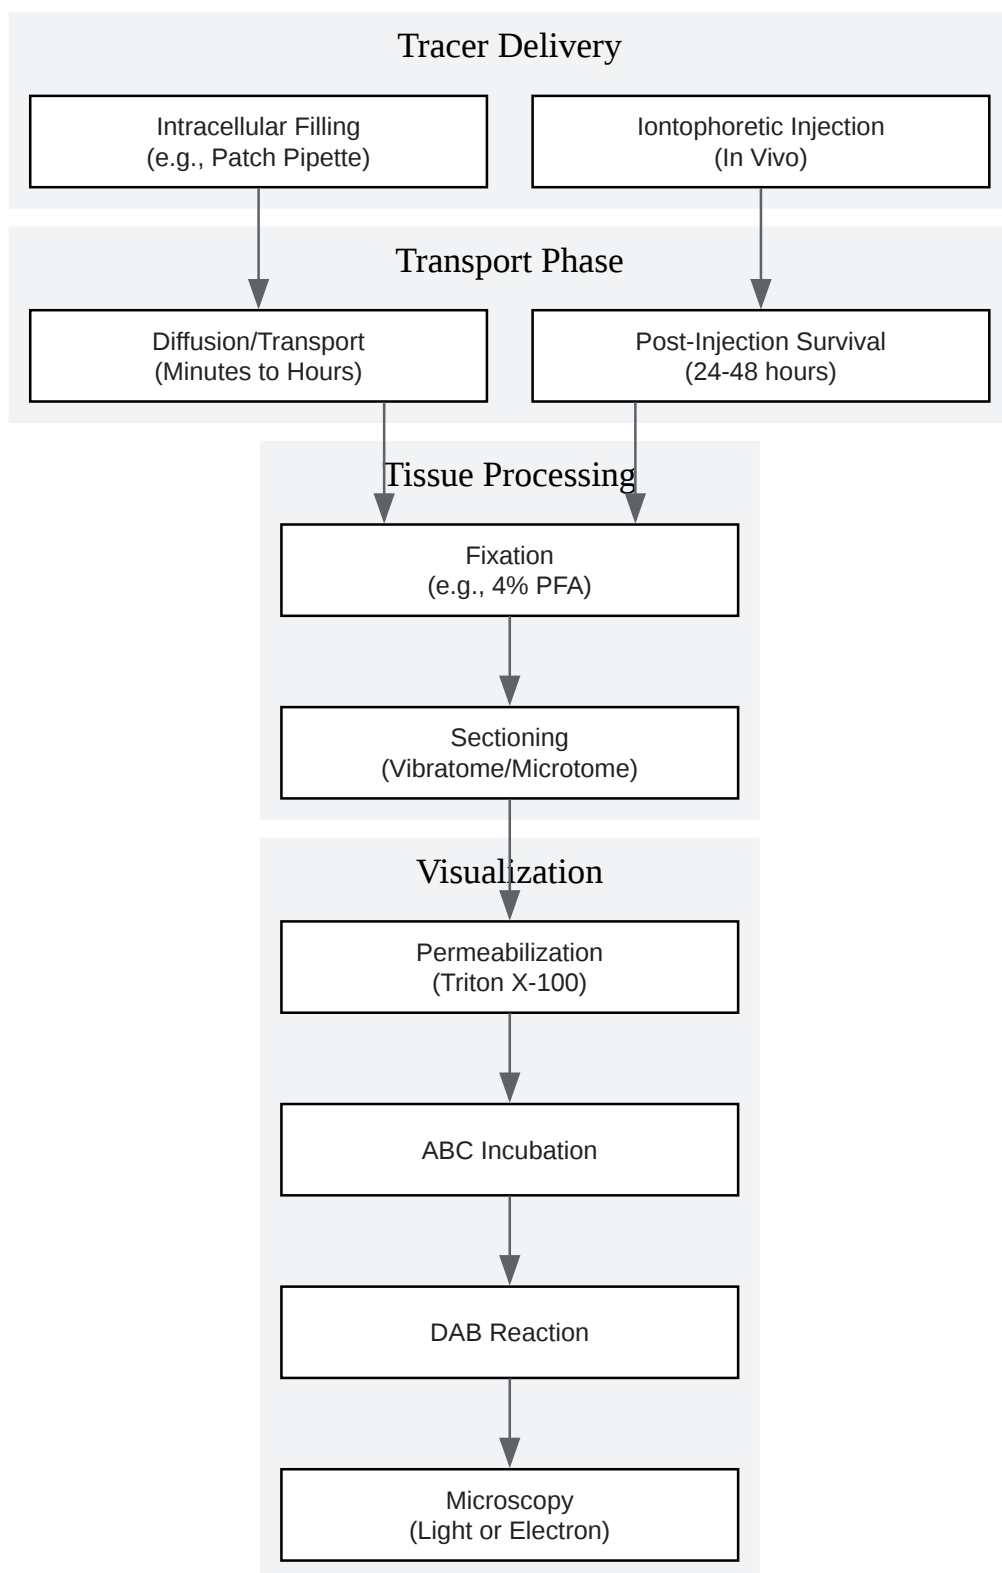 Tracer Delivery
Intracellular Filling
(e.g., Patch Pipette)
Iontophoretic Injection
(In Vivo)
Transport Phase
Diffusion/Transport
(Minutes to Hours)
Post-Injection Survival
(24-48 hours)
Tissue Processing
Fixation
(e.g., 4% PFA)
Sectioning
(Vibratome/Microtome)
Visualization
Permeabilization
(Triton X-100)
ABC Incubation
DAB Reaction
Microscopy
(Light or Electron)